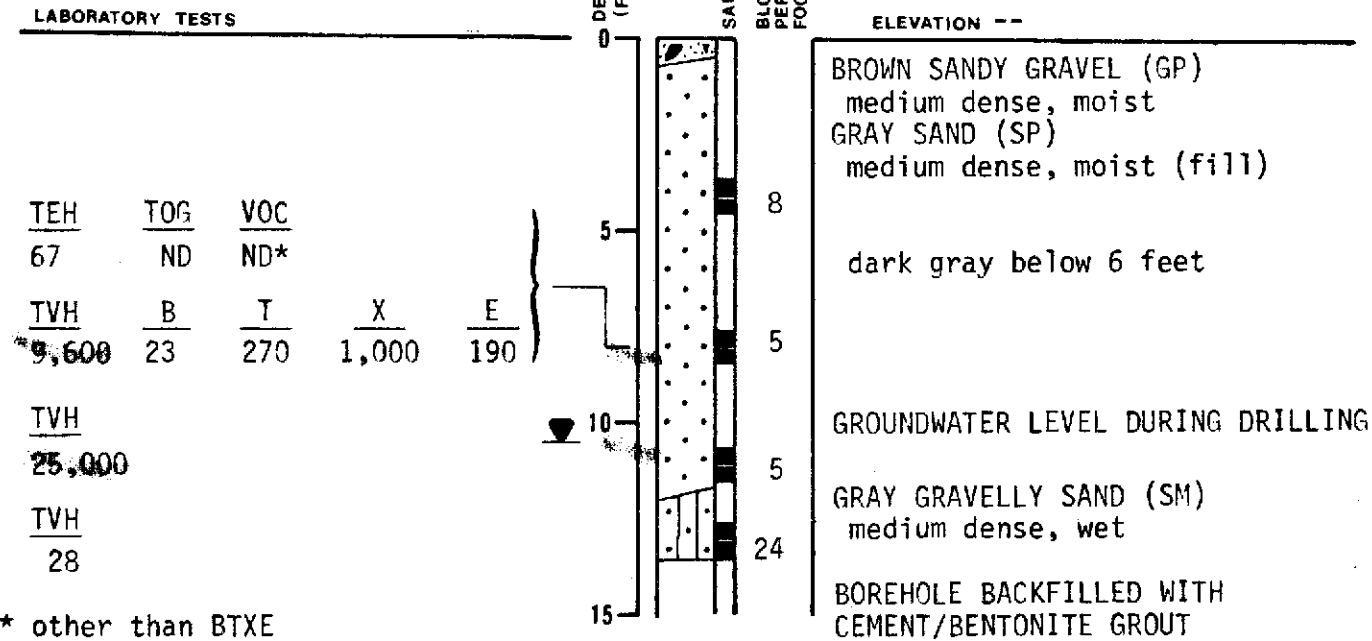 LABORATORY TESTS
ELEVATION --
0
BROWN SANDY GRAVEL (GP)
medium dense, moist
GRAY SAND (SP)
medium dense, moist (fill)
8
TEH TOG VOC
5
67 ND ND*
dark gray below 6 feet
TVH B T X E
9,600 23 270 1,000 190
5
TVH
10
GROUNDWATER LEVEL DURING DRILLING
25,000
5
GRAY GRAVELLY SAND (SM)
medium dense, wet
TVH
24
28
BOREHOLE BACKFILLED WITH
CEMENT/BENTONITE GROUT
15
* other than BTXE